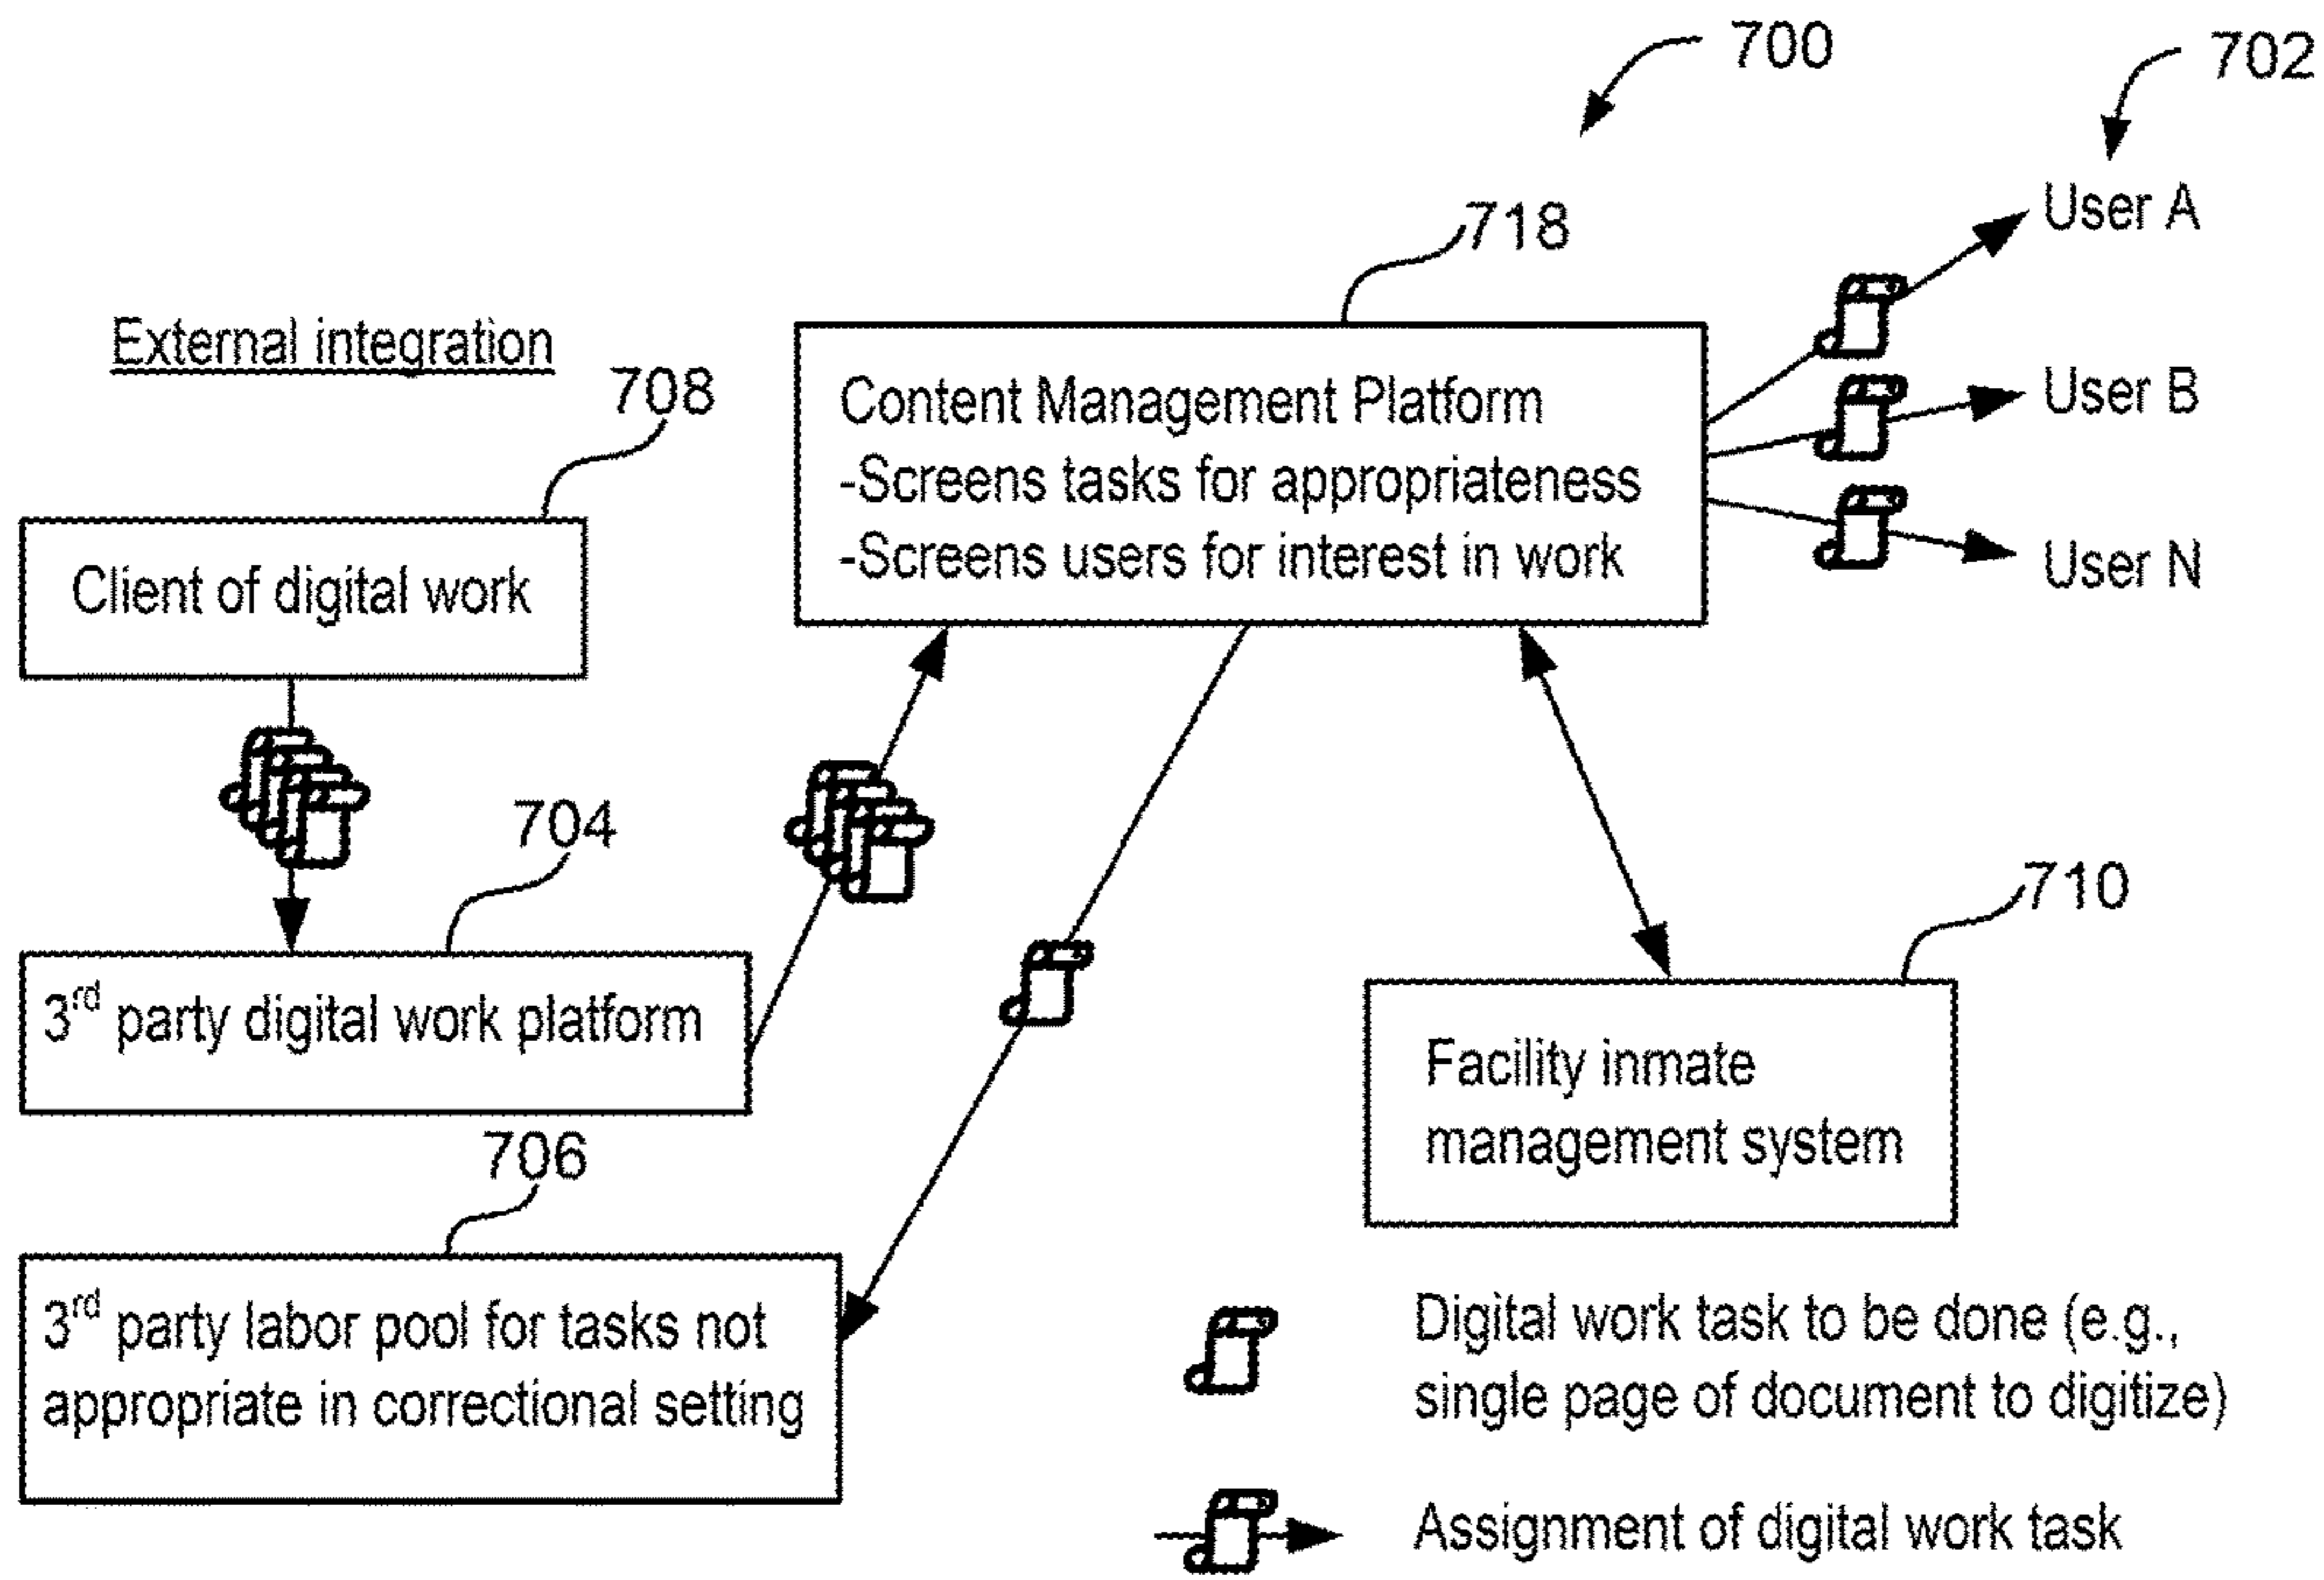 700
702
718
User A
External integration
708
Content Management Platform
-Screens tasks for appropriateness
-Screens users for interest in work
User B
User N
Client of digital work
704
3rd party digital work platform
710
Facility inmate
management system
706
3rd party labor pool for tasks not
appropriate in correctional setting
Digital work task to be done (e.g.,
single page of document to digitize)
Assignment of digital work task